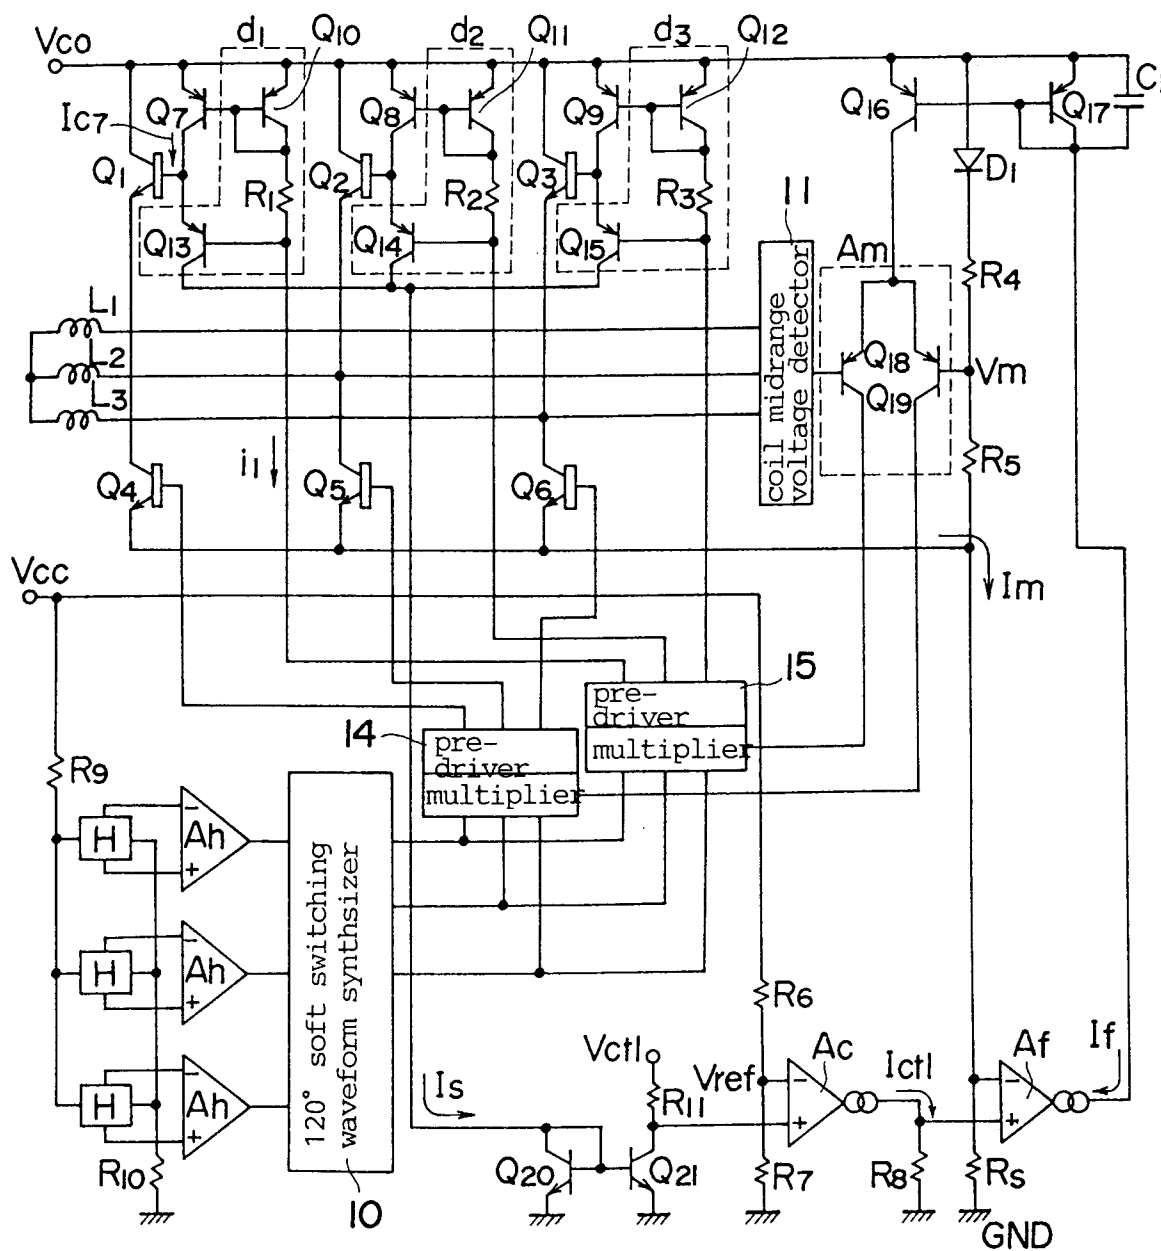 Vco d1 Q10 d2 Q11 d3 Q12
Q7 Q8 Q9 Q16 Q17
Ic7
Q1 Q2 Q3 D1
R1 R2 R3 11
Q13 Q14 Q15 Am R4
L1
L2 Q18 Vm
L3 Q19
coil midrange
voltage detector
i1 R5
Q4 Q5 Q6
Vcc Im
15
pre-
driver
multiplier
14
pre-
driver
multiplier
R9
H Ah - +
H Ah - +
H Ah - +
120° soft switching
waveform synthsizer
10
R10
R6
Vctl Ac Ictl Af If
Vref - + - +
Is R11
Q20 Q21 R7 R8 Rs
GND